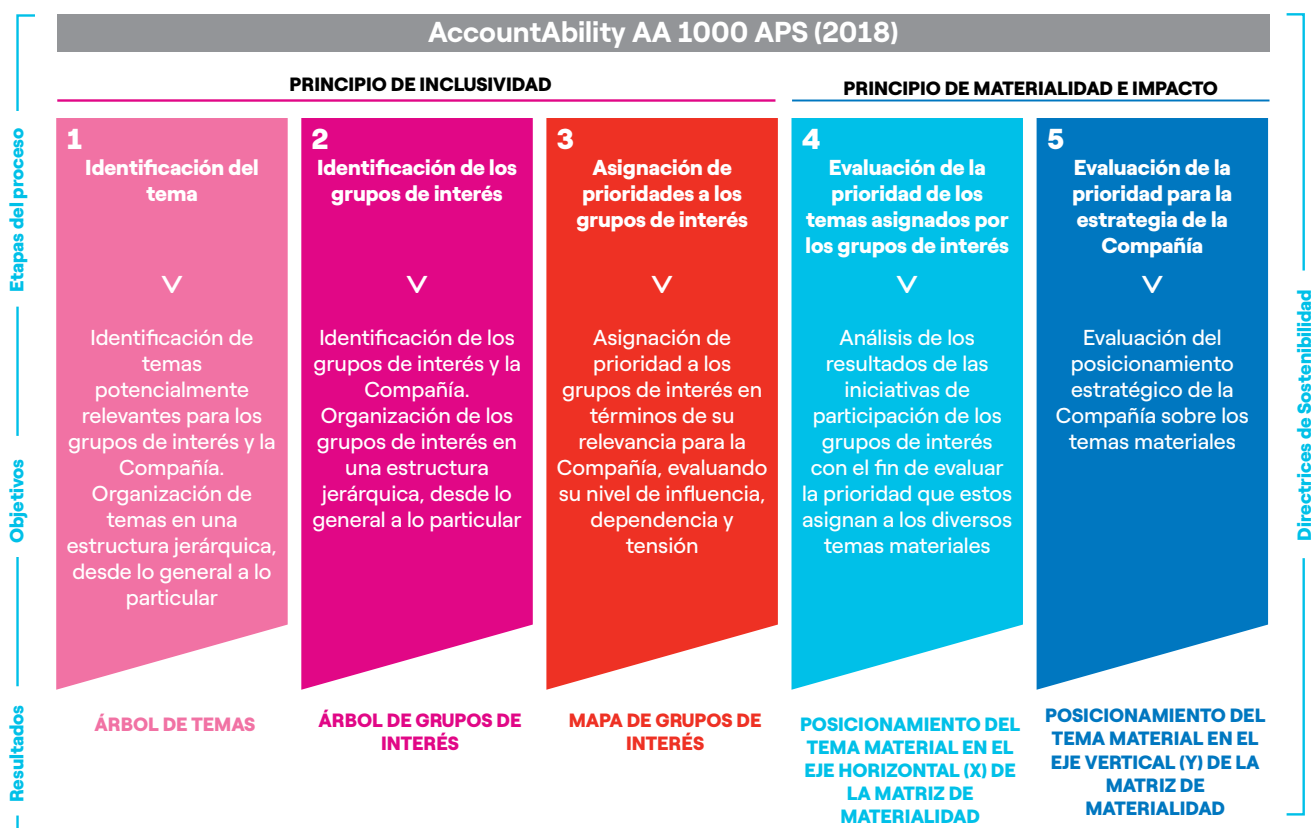 AccountAbility AA 1000 APS (2018)
PRINCIPIO DE INCLUSIVIDAD
PRINCIPIO DE MATERIALIDAD E IMPACTO
Etapas del proceso
Objetivos
Resultados
1
Identificación del
tema
Identificación de
temas
potencialmente
relevantes para los
grupos de interés y la
Compañía.
Organización de
temas en una
estructura jerárquica,
desde lo general a lo
particular
ÁRBOL DE TEMAS
2
Identificación de los
grupos de interés
Identificación de los
grupos de interés y la
Compañía.
Organización de los
grupos de interés en
una estructura
jerárquica, desde lo
general a lo particular
ÁRBOL DE GRUPOS DE
INTERÉS
3
Asignación de
prioridades a los
grupos de interés
Asignación de
prioridad a los
grupos de interés en
términos de su
relevancia para la
Compañía, evaluando
su nivel de influencia,
dependencia y
tensión
MAPA DE GRUPOS DE
INTERÉS
4
Evaluación de la
prioridad de los
temas asignados por
los grupos de interés
Análisis de los
resultados de las
iniciativas de
participación de los
grupos de interés
con el fin de evaluar
la prioridad que estos
asignan a los diversos
temas materiales
POSICIONAMIENTO DEL
TEMA MATERIAL EN EL
EJE HORIZONTAL (X) DE
LA MATRIZ DE
MATERIALIDAD
5
Evaluación de la
prioridad para la
estrategia de la
Compañía
Evaluación del
posicionamiento
estratégico de la
Compañía sobre los
temas materiales
POSICIONAMIENTO DEL
TEMA MATERIAL EN EL
EJE VERTICAL (Y) DE LA
MATRIZ DE
MATERIALIDAD
Directrices de Sostenibilidad